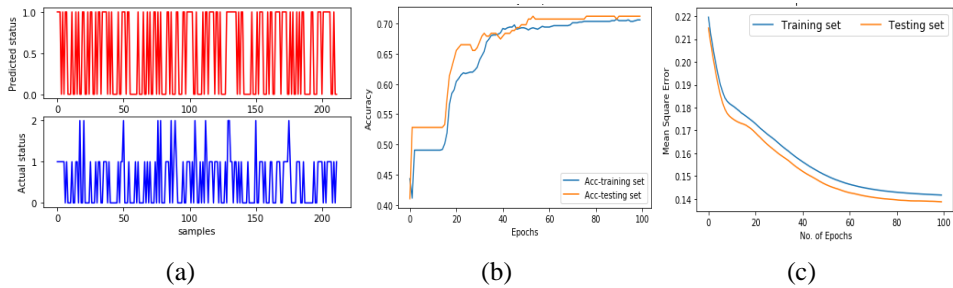 Predicted status
1.0
0.5
0.0
0 50 100 150 200
Actual status
2
1
0
0 50 100 150 200
samples
(a)
Accuracy
0.70
0.65
0.60
0.55
0.50
0.45
0.40
Acc-training set
Acc-testing set
0 20 40 60 80 100
Epochs
(b)
Mean Square Error
0.22
0.21
0.20
0.19
0.18
0.17
0.16
0.15
0.14
Training set Testing set
0 20 40 60 80 100
No. of Epochs
(c)